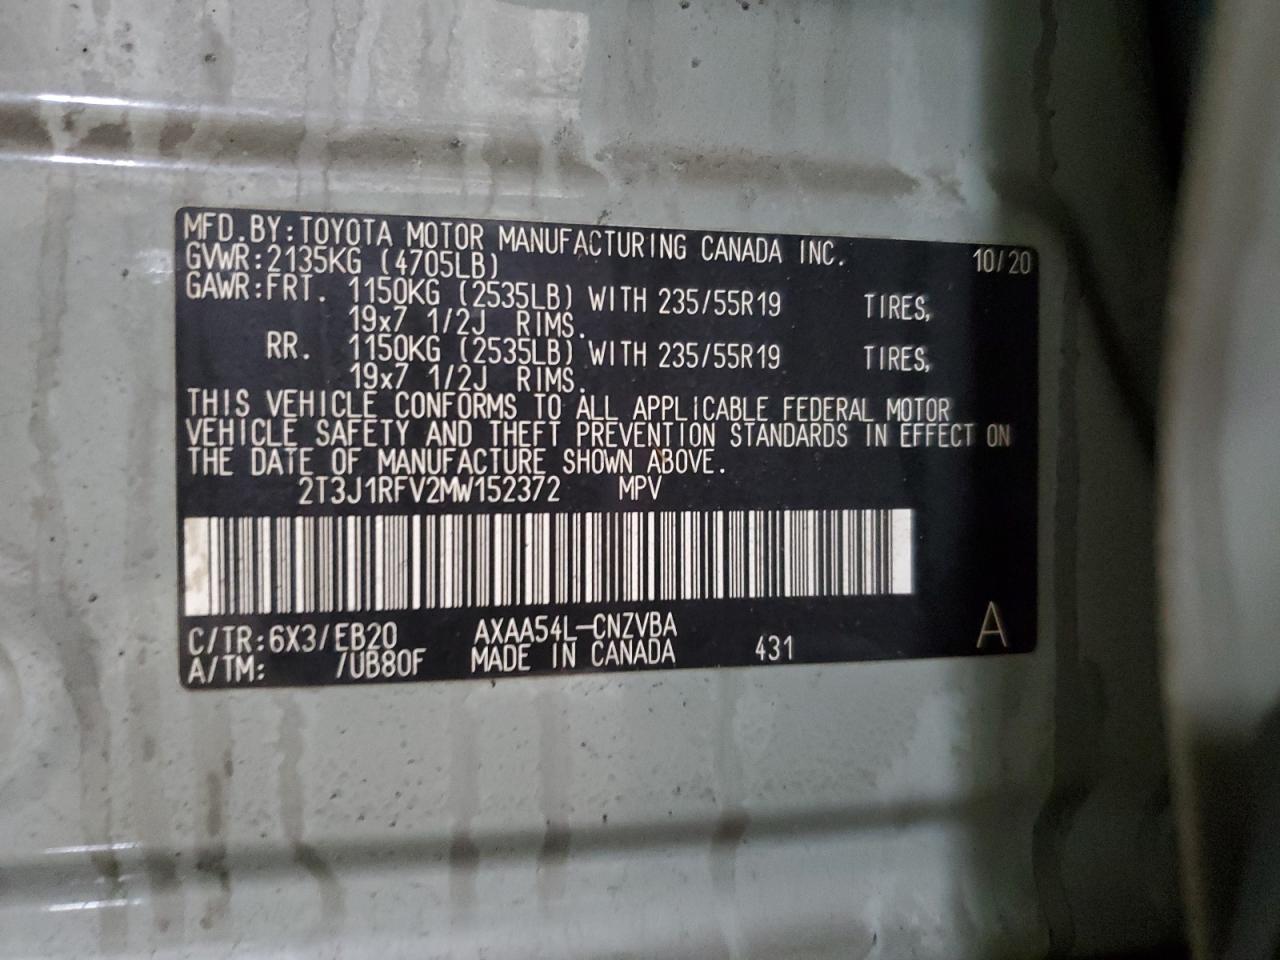 MFD.BY:TOYOTA MOTOR MANUFACTURING CANADA INC. 10/20
GVWR:2135KG (4705LB)
GAWR:FRT. 1150KG (2535LB) WITH 235/55R19 TIRES,
19x7 1/2J RIMS.
RR. 1150KG (2535LB) WITH 235/55R19 TIRES,
19x7 1/2J RIMS.
THIS VEHICLE CONFORMS TO ALL APPLICABLE FEDERAL MOTOR
VEHICLE SAFETY AND THEFT PREVENTION STANDARDS IN EFFECT ON
THE DATE OF MANUFACTURE SHOWN ABOVE.
2T3J1RFV2MW152372 MPV
C/TR:6X3/EB20 AXAA54L-CNZVBA A
A/TM: /UB80F MADE IN CANADA 431